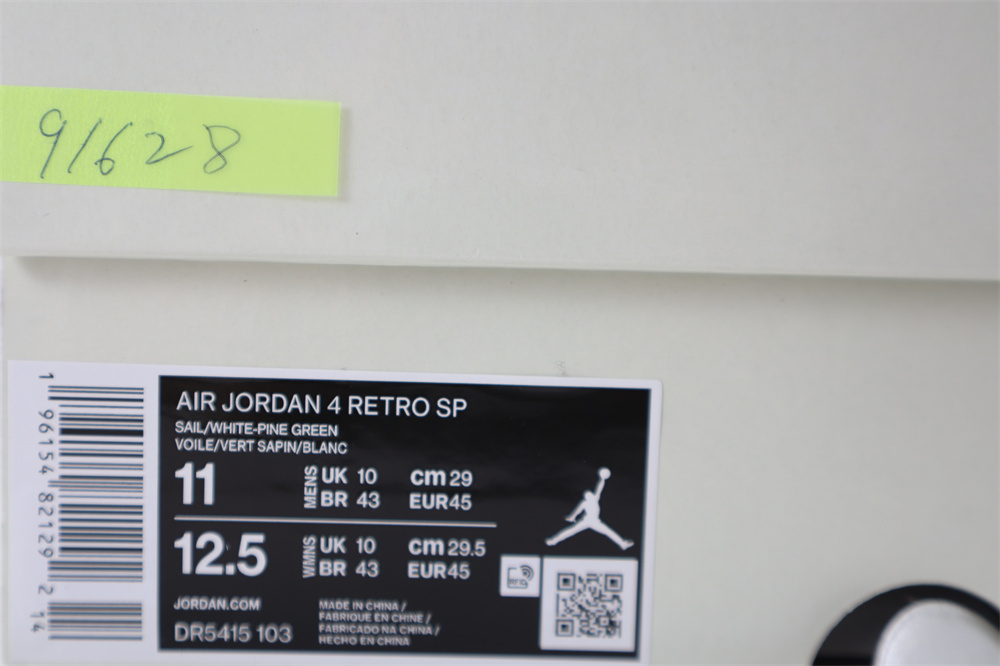 91628
AIR JORDAN 4 RETRO SP
SAIL/WHITE-PINE GREEN
VOILE/VERT SAPIN/BLANC
11 MENS UK 10 cm 29
BR 43 EUR45
12.5 WMNS UK 10 cm 29.5
BR 43 EUR45
JORDAN.COM
DR5415 103
MADE IN CHINA /
FABRIQUE EN CHINE /
FABRICADO NA CHINA /
HECHO EN CHINA
RFID
1 96154 82129 2 14